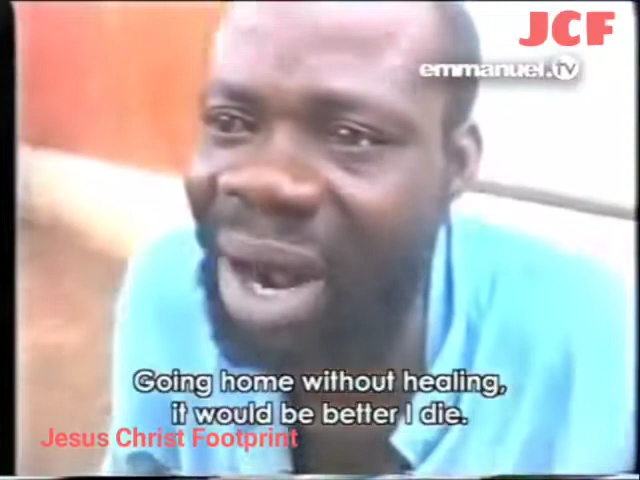 JCF
emmanuel.tv
Going home without healing,
it would be better I die.
Jesus Christ Footprint